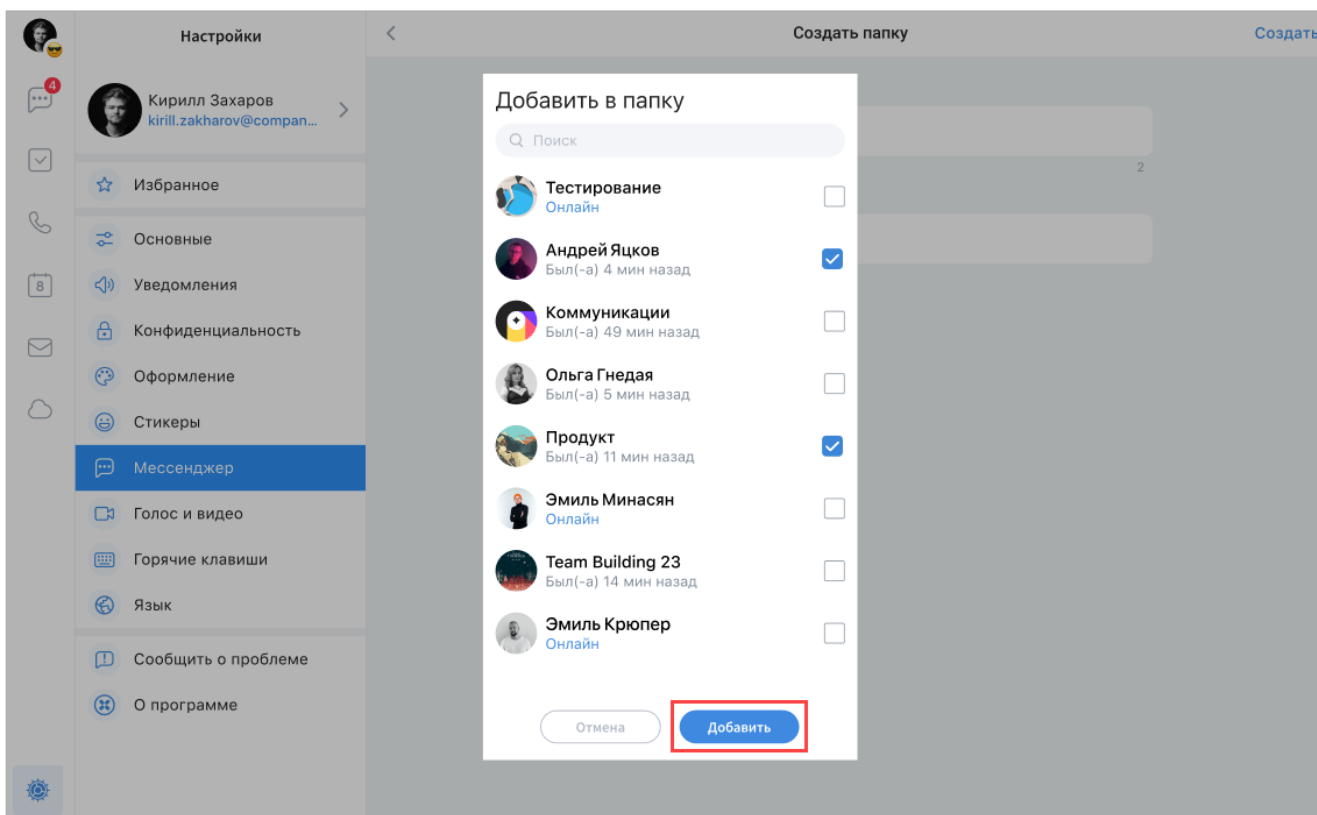 Настройки
Создать папку
Создать
4
Кирилл Захаров
kirill.zakharov@compan...
Избранное
Основные
Уведомления
8
Конфиденциальность
Оформление
Стикеры
Мессенджер
Голос и видео
Горячие клавиши
Язык
Сообщить о проблеме
О программе
2
Добавить в папку
Поиск
Тестирование
Онлайн
Андрей Яцков
Был(-а) 4 мин назад
Коммуникации
Был(-а) 49 мин назад
Ольга Гнедая
Был(-а) 5 мин назад
Продукт
Был(-а) 11 мин назад
Эмиль Минасян
Онлайн
Team Building 23
Был(-а) 14 мин назад
Эмиль Крюпер
Онлайн
Отмена
Добавить